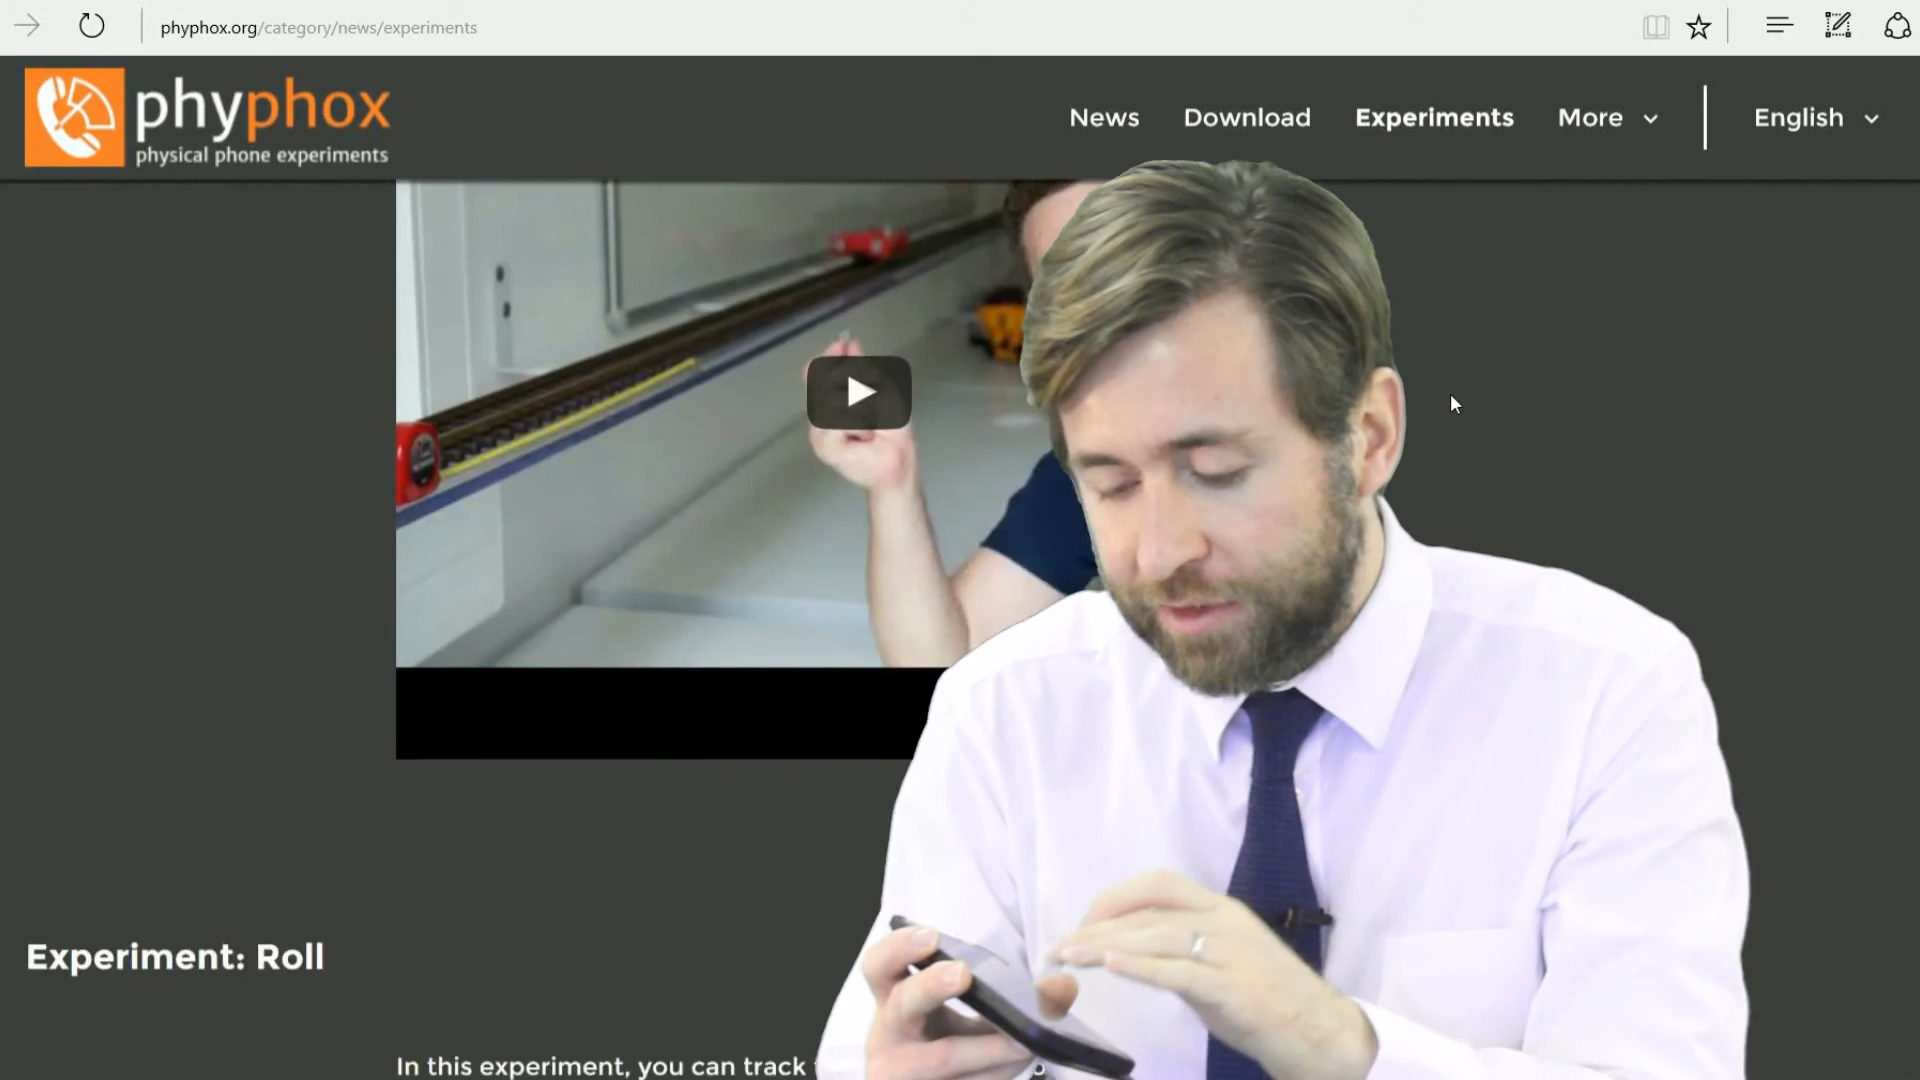 phyphox.org/category/news/experiments
phyphox
physical phone experiments
News Download Experiments More English
Experiment: Roll
In this experiment, you can track